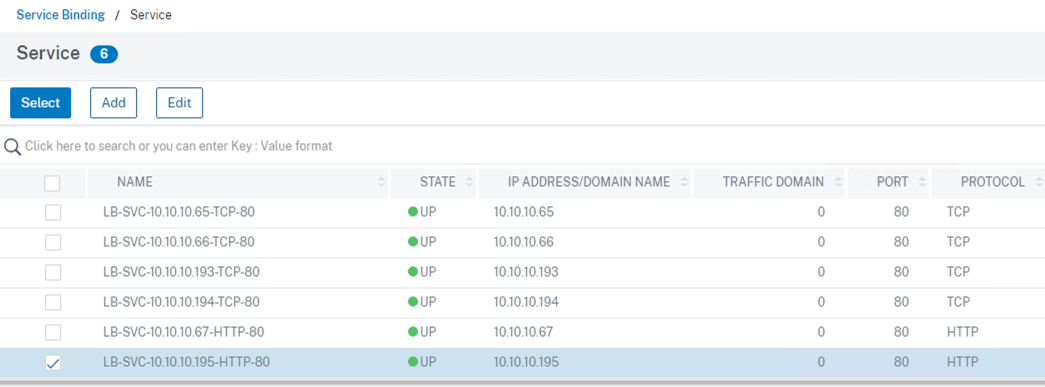 Service Binding / Service
Service 6
Select Add Edit
Click here to search or you can enter Key : Value format
NAME STATE IP ADDRESS/DOMAIN NAME TRAFFIC DOMAIN PORT PROTOCOL
LB-SVC-10.10.10.65-TCP-80 UP 10.10.10.65 0 80 TCP
LB-SVC-10.10.10.66-TCP-80 UP 10.10.10.66 0 80 TCP
LB-SVC-10.10.10.193-TCP-80 UP 10.10.10.193 0 80 TCP
LB-SVC-10.10.10.194-TCP-80 UP 10.10.10.194 0 80 TCP
LB-SVC-10.10.10.67-HTTP-80 UP 10.10.10.67 0 80 HTTP
LB-SVC-10.10.10.195-HTTP-80 UP 10.10.10.195 0 80 HTTP